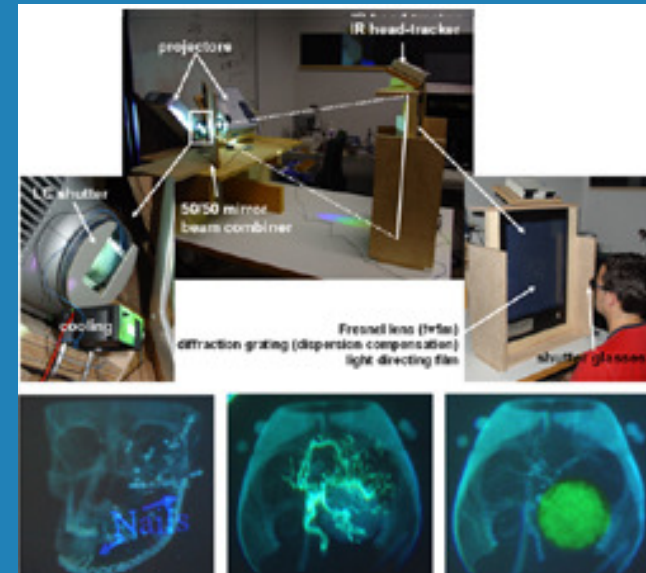 IR head-tracker
projectors
LC shutter
50/50 mirror
beam combiner
cooling
Fresnel lens (f=5m)
diffraction grating (dispersion compensation)
light directing film
shutter glasses
Nails